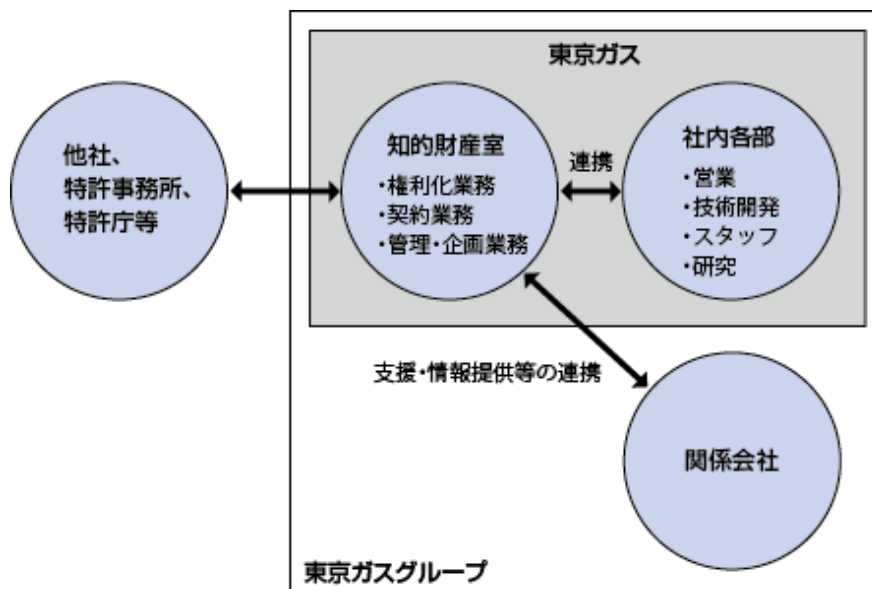 東京ガス
他社、
特許事務所、
特許庁等
知的財産室
・権利化業務
・契約業務
・管理・企画業務
連携
社内各部
・営業
・技術開発
・スタッフ
・研究
支援・情報提供等の連携
関係会社
東京ガスグループ